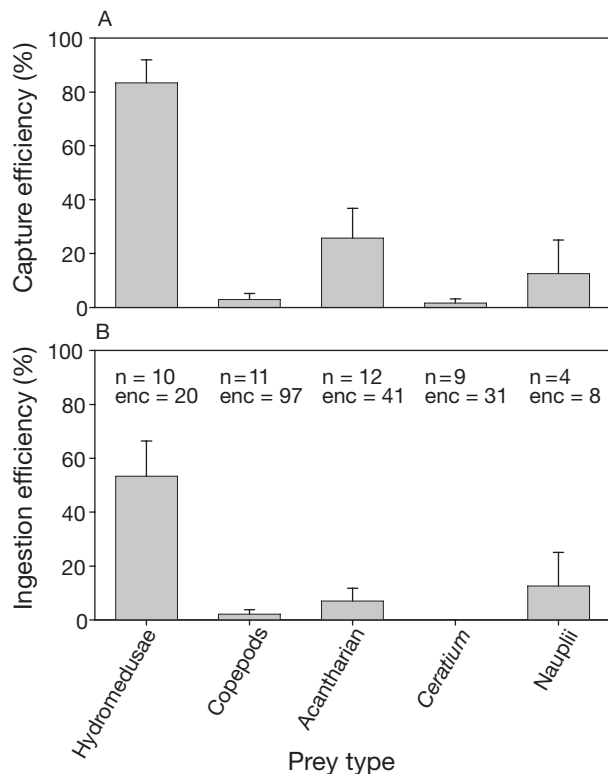 A
Capture efficiency (%)
100
80
60
40
20
0
B
Ingestion efficiency (%)
100
80
60
40
20
0
n = 10
enc = 20
n=11
enc = 97
n = 12
enc = 41
n=9
enc = 31
n=4
enc = 8
Hydromedusae
Copepods
Acantharian
Ceratium
Nauplii
Prey type